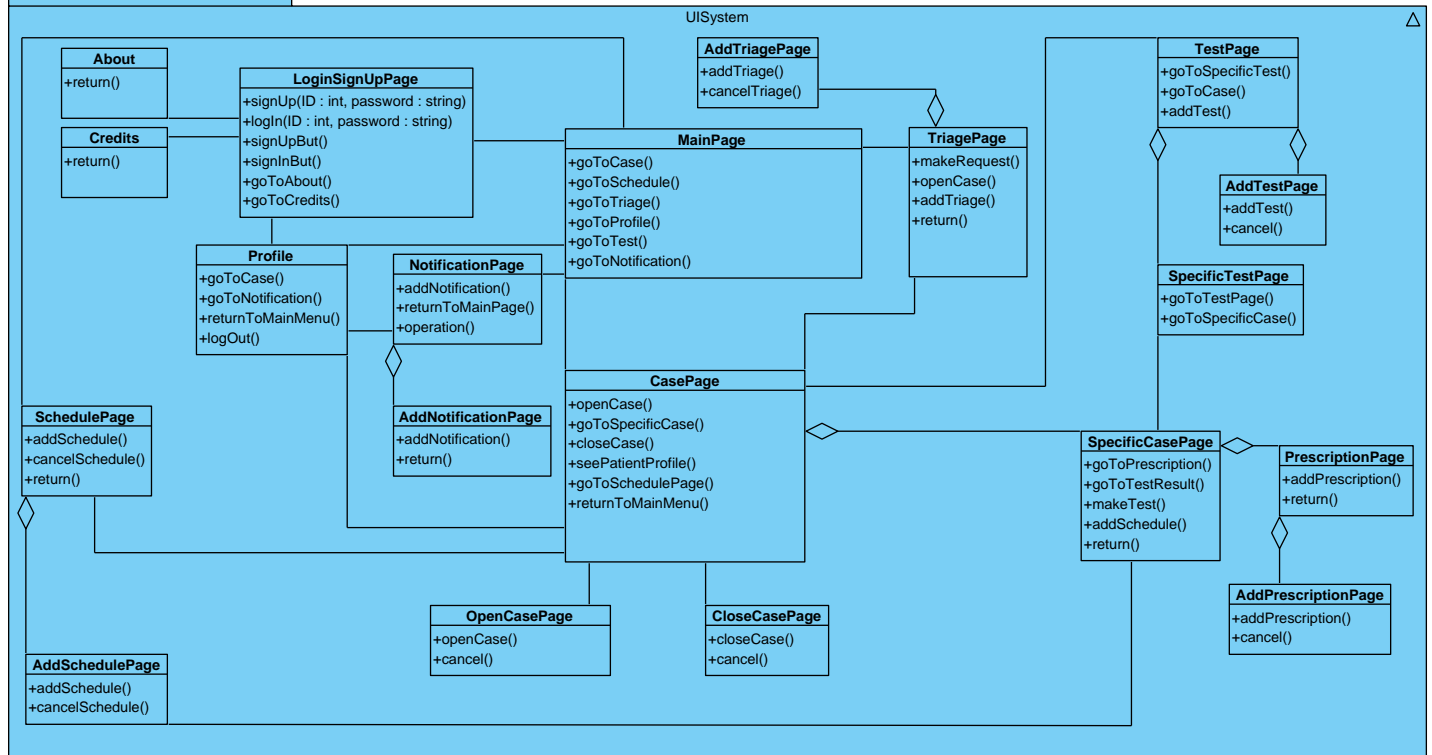 UISystem
About
+return()
LoginSignUpPage
+signUp(ID : int, password : string)
+logIn(ID : int, password : string)
+signUpBut()
+signInBut()
+goToAbout()
+goToCredits()
Credits
+return()
AddTriagePage
+addTriage()
+cancelTriage()
TestPage
+goToSpecificTest()
+goToCase()
+addTest()
MainPage
+goToCase()
+goToSchedule()
+goToTriage()
+goToProfile()
+goToTest()
+goToNotification()
TriagePage
+makeRequest()
+openCase()
+addTriage()
+return()
AddTestPage
+addTest()
+cancel()
Profile
+goToCase()
+goToNotification()
+returnToMainMenu()
+logOut()
NotificationPage
+addNotification()
+returnToMainPage()
+operation()
SpecificTestPage
+goToTestPage()
+goToSpecificCase()
CasePage
+openCase()
+goToSpecificCase()
+closeCase()
+seePatientProfile()
+goToSchedulePage()
+returnToMainMenu()
SchedulePage
+addSchedule()
+cancelSchedule()
+return()
AddNotificationPage
+addNotification()
+return()
SpecificCasePage
+goToPrescription()
+goToTestResult()
+makeTest()
+addSchedule()
+return()
PrescriptionPage
+addPrescription()
+return()
AddPrescriptionPage
+addPrescription()
+cancel()
OpenCasePage
+openCase()
+cancel()
CloseCasePage
+closeCase()
+cancel()
AddSchedulePage
+addSchedule()
+cancelSchedule()